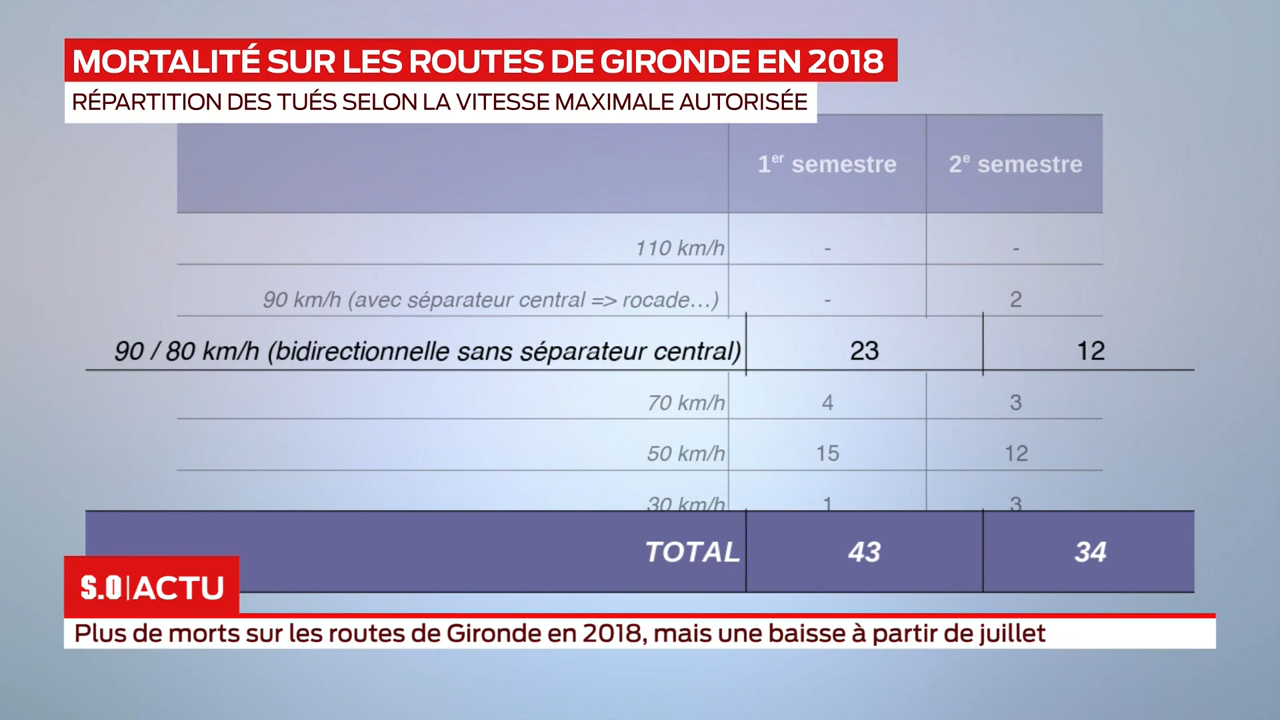 MORTALITÉ SUR LES ROUTES DE GIRONDE EN 2018
RÉPARTITION DES TUÉS SELON LA VITESSE MAXIMALE AUTORISÉE
1er semestre 2e semestre
110 km/h - -
90 km/h (avec séparateur central => rocade…) - 2
90 / 80 km/h (bidirectionnelle sans séparateur central) 23 12
70 km/h 4 3
50 km/h 15 12
30 km/h 1 3
TOTAL 43 34
S.O|ACTU
Plus de morts sur les routes de Gironde en 2018, mais une baisse à partir de juillet